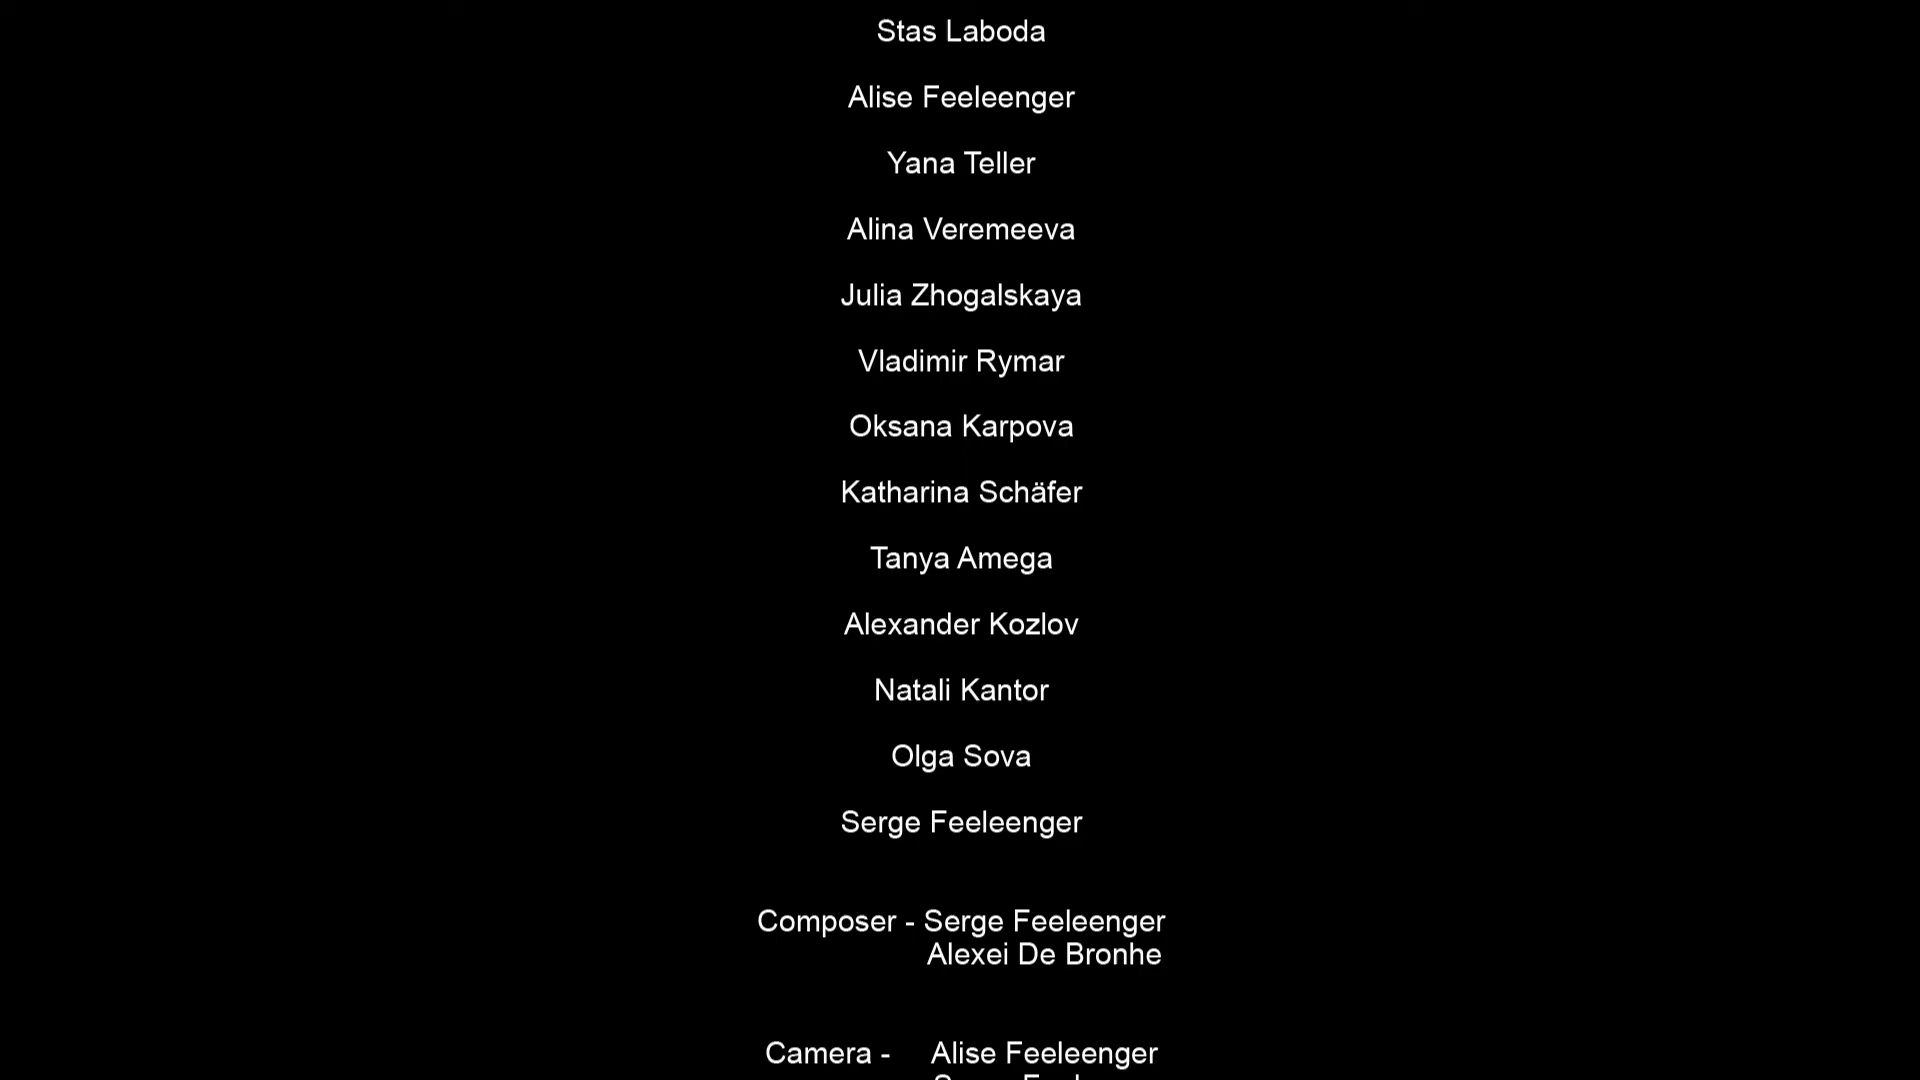 Stas Laboda
Alise Feeleenger
Yana Teller
Alina Veremeeva
Julia Zhogalskaya
Vladimir Rymar
Oksana Karpova
Katharina Schäfer
Tanya Amega
Alexander Kozlov
Natali Kantor
Olga Sova
Serge Feeleenger
Composer - Serge Feeleenger
Alexei De Bronhe
Camera - Alise Feeleenger